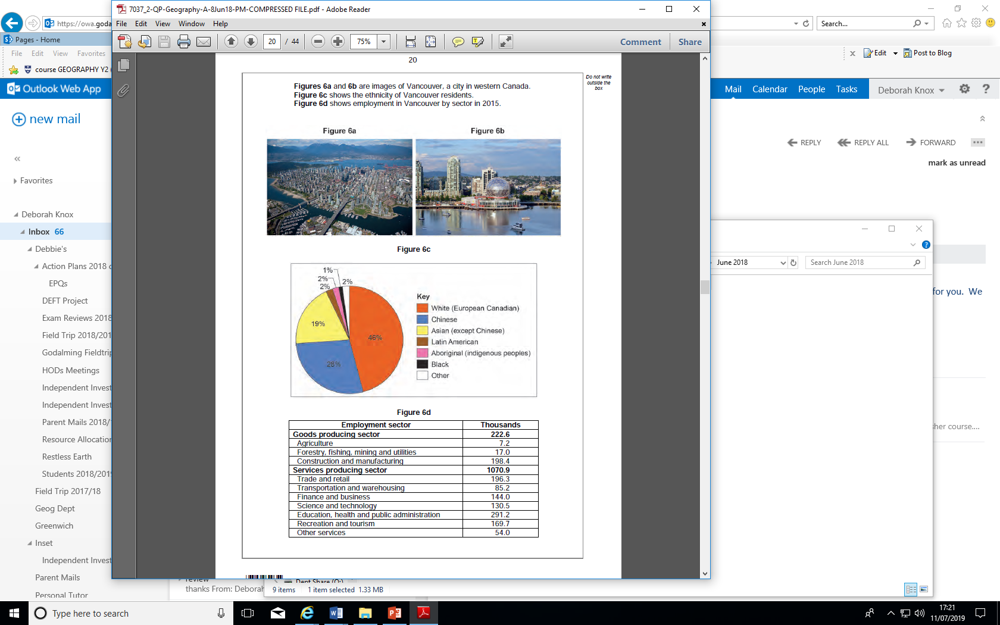 7037_2-QP-Geography-A-8Jun18-PM-COMPRESSED FILE.pdf - Adobe Reader
File Edit View Window Help
20 / 44 75% Comment Share
https://owa.goda
Search...
Pages - Home
File Edit View Favorites
Edit Post to Blog
course GEOGRAPHY Y2
Outlook Web App
Mail Calendar People Tasks Deborah Knox ?
new mail
REPLY REPLY ALL FORWARD
mark as unread
Favorites
Deborah Knox
Inbox 66
Debbie's
Action Plans 2018
EPQs
DEFT Project
Exam Reviews 2018
Field Trip 2018/201
Godalming Fieldtrip
HODs Meetings
Independent Invest
Independent Invest
Parent Mails 2018/
Resource Allocation
Restless Earth
Students 2018/2019
Field Trip 2017/18
Geog Dept
Greenwich
Inset
Independent Invest
Parent Mails
Personal Tutor
20
Do not write
outside the
box
Figures 6a and 6b are images of Vancouver, a city in western Canada.
Figure 6c shows the ethnicity of Vancouver residents.
Figure 6d shows employment in Vancouver by sector in 2015.
Figure 6a Figure 6b
Figure 6c
1%
2% 2%
2%
19%
46%
28%
Key
White (European Canadian)
Chinese
Asian (except Chinese)
Latin American
Aboriginal (indigenous peoples)
Black
Other
Figure 6d
Employment sector Thousands
Goods producing sector 222.6
Agriculture 7.2
Forestry, fishing, mining and utilities 17.0
Construction and manufacturing 198.4
Services producing sector 1070.9
Trade and retail 196.3
Transportation and warehousing 85.2
Finance and business 144.0
Science and technology 130.5
Education, health and public administration 291.2
Recreation and tourism 169.7
Other services 54.0
June 2018 Search June 2018
for you. We
sher course....
review
thanks From: Deborah
Dept Share (O:)
9 items 1 item selected 1.33 MB
Type here to search
17:21
11/07/2019